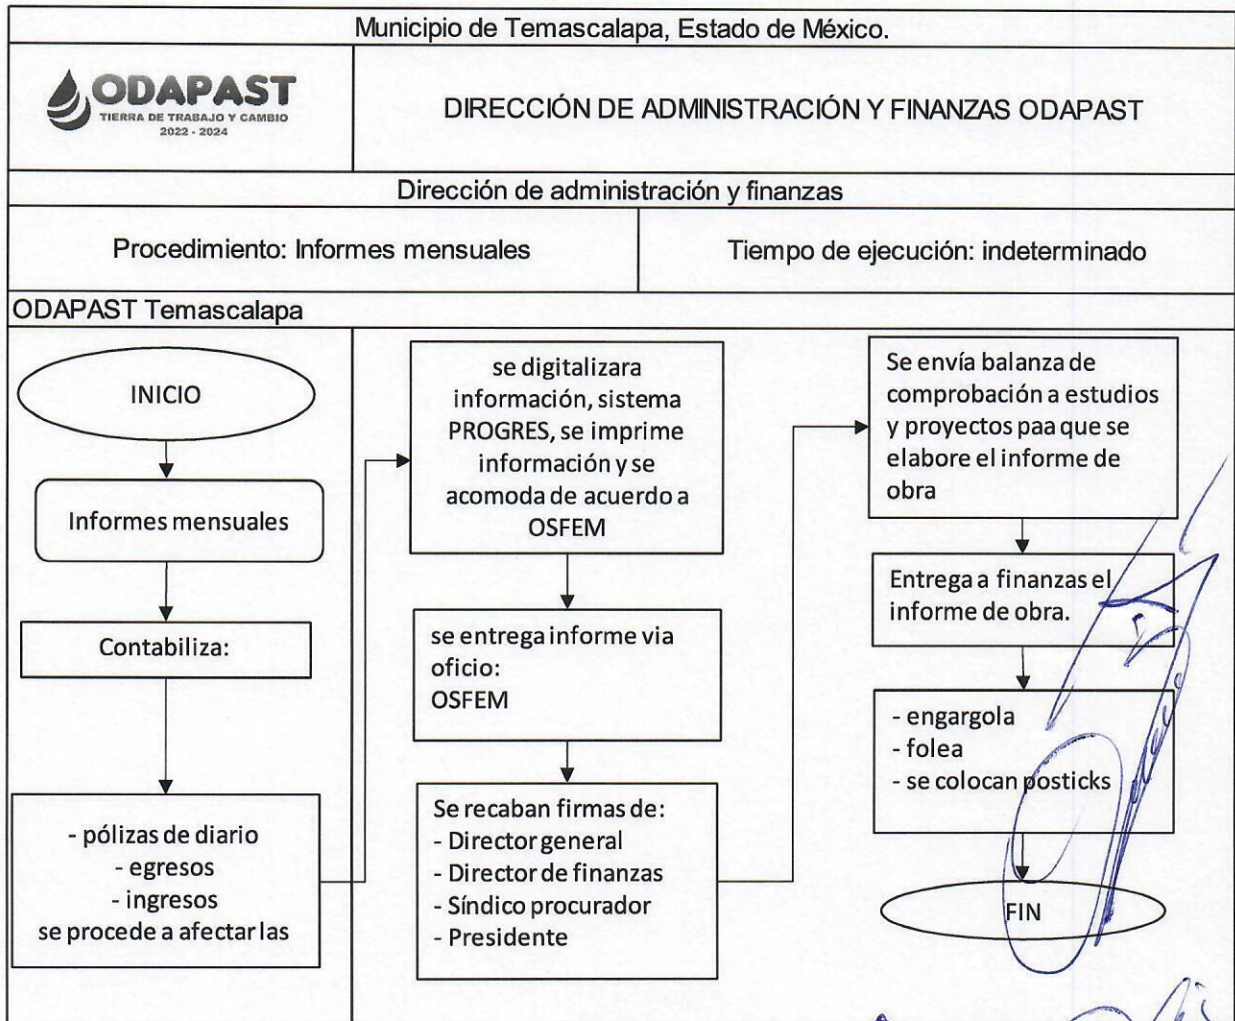 Municipio de Temascalapa, Estado de México.
ODAPAST
TIERRA DE TRABAJO Y CAMBIO
2022 - 2024
DIRECCIÓN DE ADMINISTRACIÓN Y FINANZAS ODAPAST
Dirección de administración y finanzas
Procedimiento: Informes mensuales
Tiempo de ejecución: indeterminado
ODAPAST Temascalapa
INICIO
Informes mensuales
Contabiliza:
- pólizas de diario
- egresos
- ingresos
se procede a afectar las
se digitalizara
información, sistema
PROGRES, se imprime
información y se
acomoda de acuerdo a
OSFEM
se entrega informe via
oficio:
OSFEM
Se recaban firmas de:
- Director general
- Director de finanzas
- Síndico procurador
- Presidente
Se envía balanza de
comprobación a estudios
y proyectos paa que se
elabore el informe de
obra
Entrega a finanzas el
informe de obra.
- engargola
- folea
- se colocan posticks
FIN